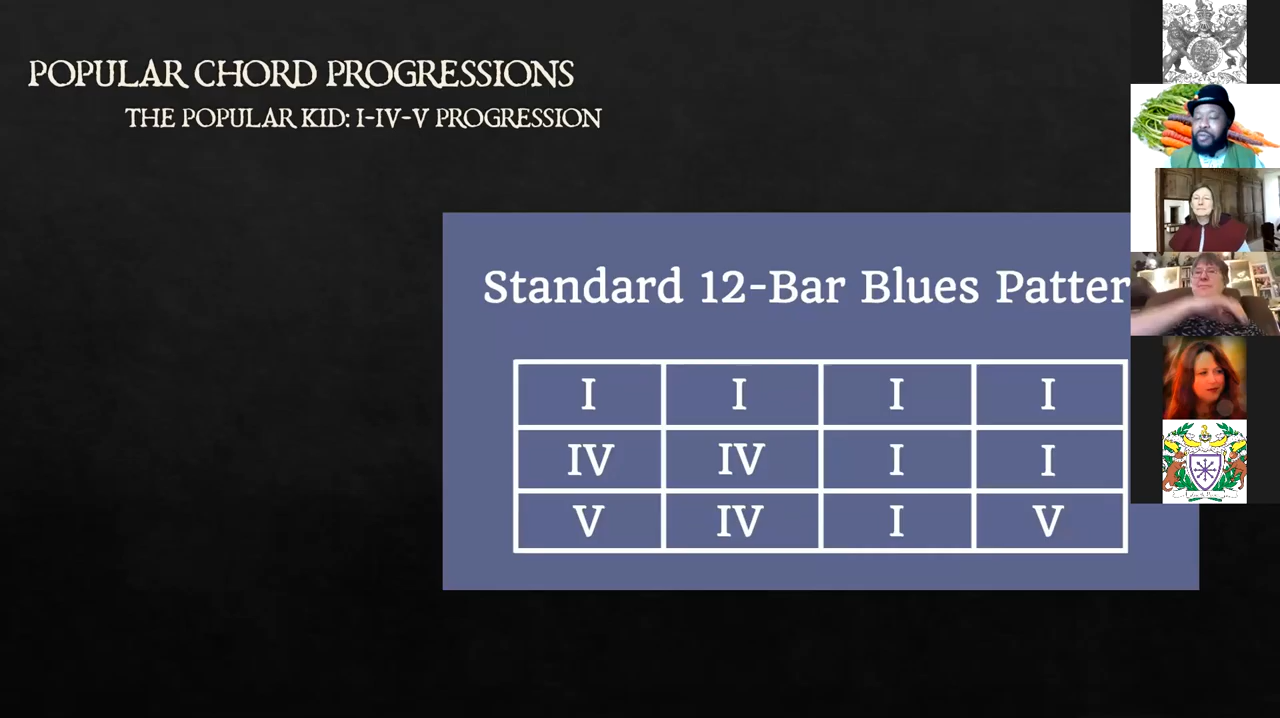 POPULAR CHORD PROGRESSIONS
THE POPULAR KID: I-IV-V PROGRESSION
Standard 12-Bar Blues Patter
I I I I
IV IV I I
V IV I V